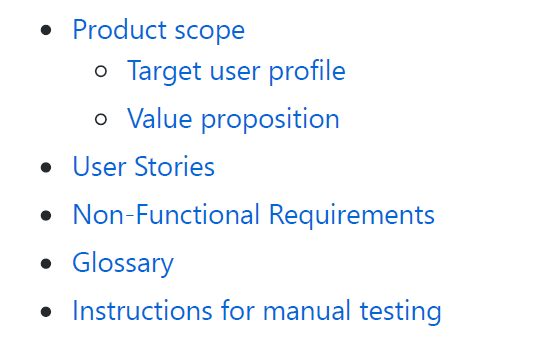 Product scope
Target user profile
Value proposition
User Stories
Non-Functional Requirements
Glossary
Instructions for manual testing